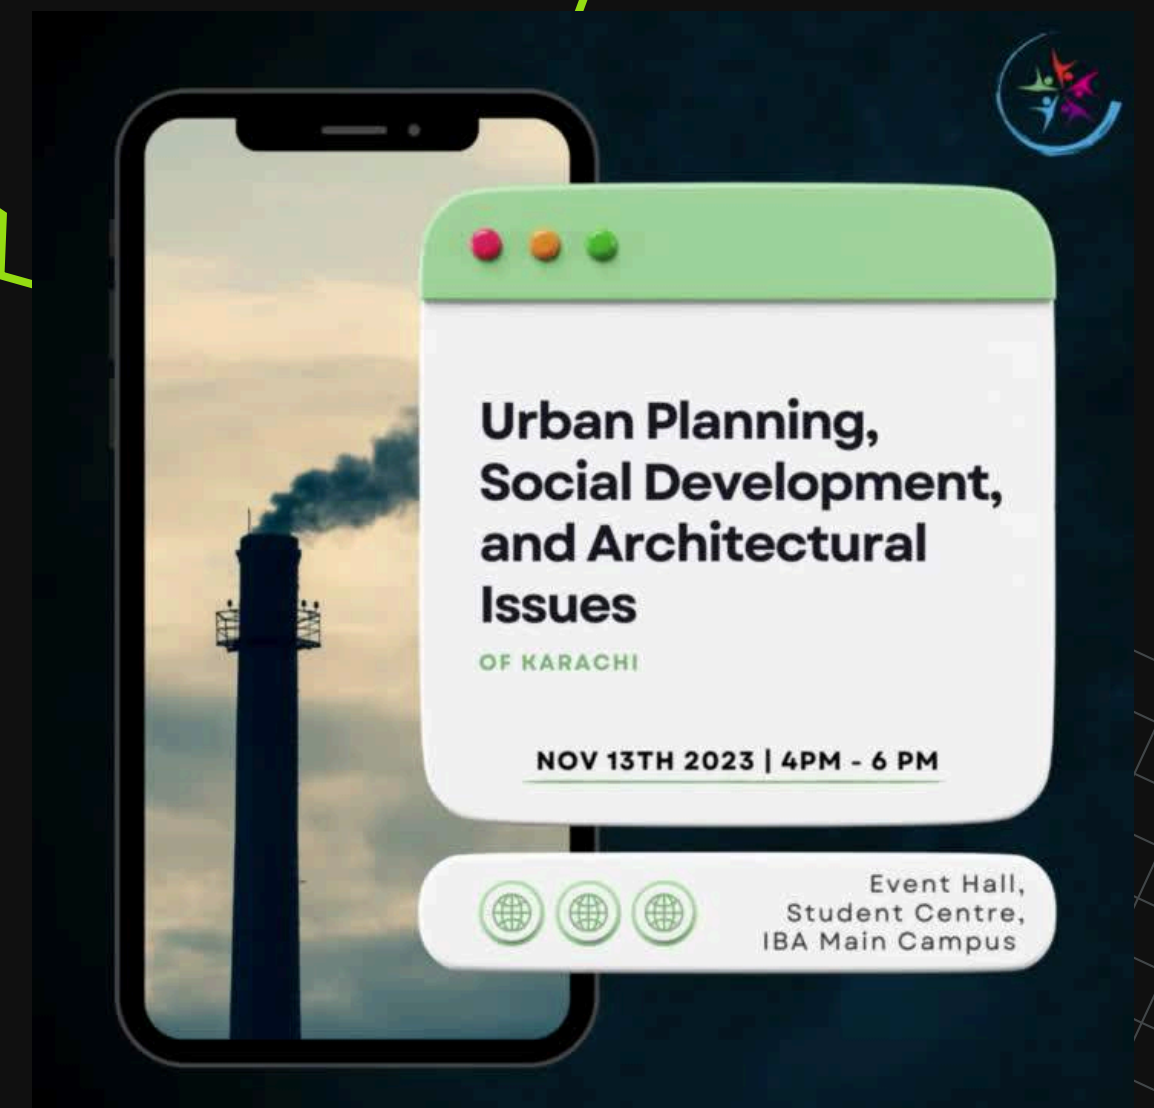 Urban Planning,
Social Development,
and Architectural
Issues
OF KARACHI
NOV 13TH 2023 | 4PM - 6 PM
Event Hall,
Student Centre,
IBA Main Campus